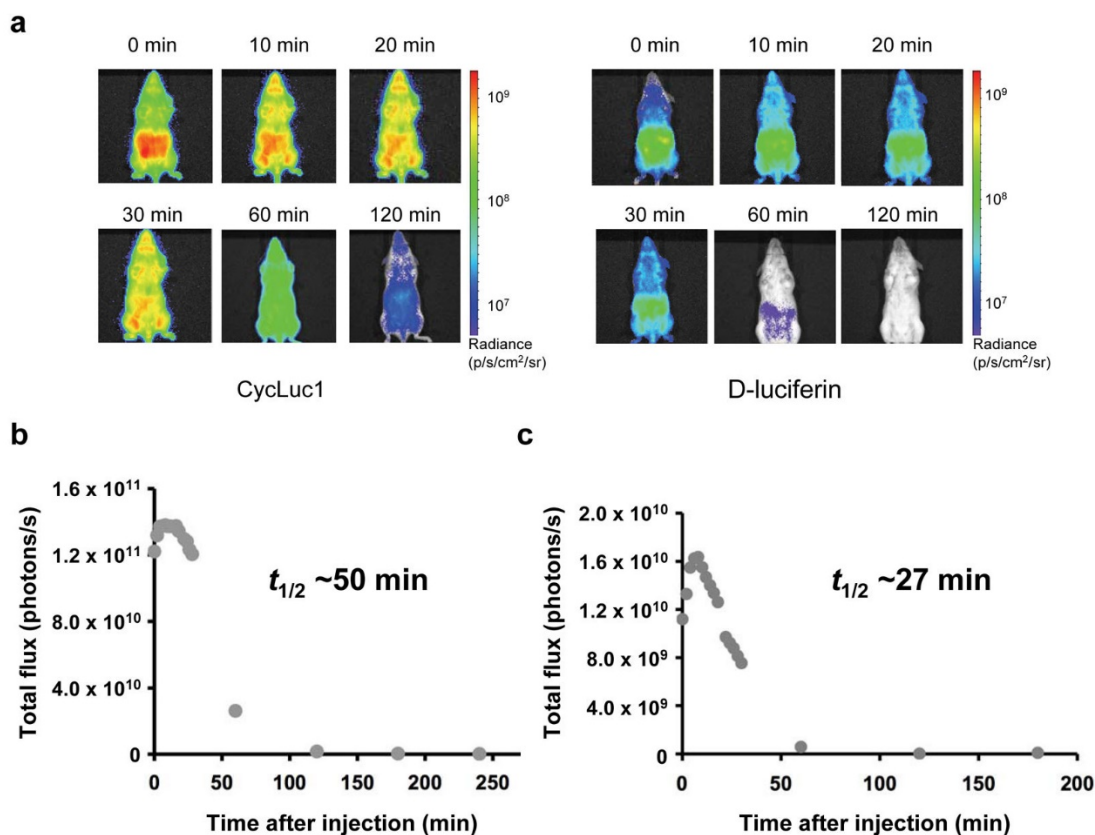 a
0 min 10 min 20 min
30 min 60 min 120 min
10⁹
10⁸
10⁷
Radiance
(p/s/cm²/sr)
CycLuc1
0 min 10 min 20 min
30 min 60 min 120 min
10⁹
10⁸
10⁷
Radiance
(p/s/cm²/sr)
D-luciferin
b
Total flux (photons/s)
1.6 x 10¹¹
1.2 x 10¹¹
8.0 x 10¹⁰
4.0 x 10¹⁰
0
t1/2 ~50 min
0 50 100 150 200 250
Time after injection (min)
c
Total flux (photons/s)
2.0 x 10¹⁰
1.6 x 10¹⁰
1.2 x 10¹⁰
8.0 x 10⁹
4.0 x 10⁹
0
t1/2 ~27 min
0 50 100 150 200
Time after injection (min)